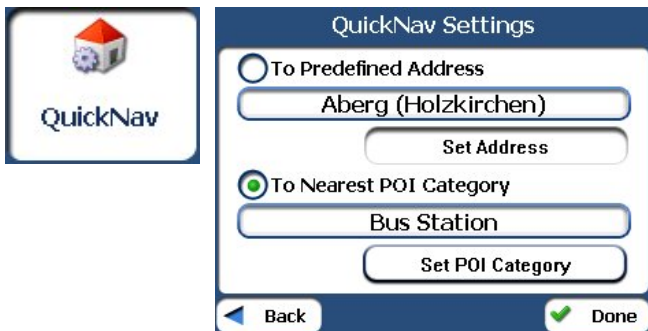 QuickNav
QuickNav Settings
To Predefined Address
Aberg (Holzkirchen)
Set Address
To Nearest POI Category
Bus Station
Set POI Category
Back
Done